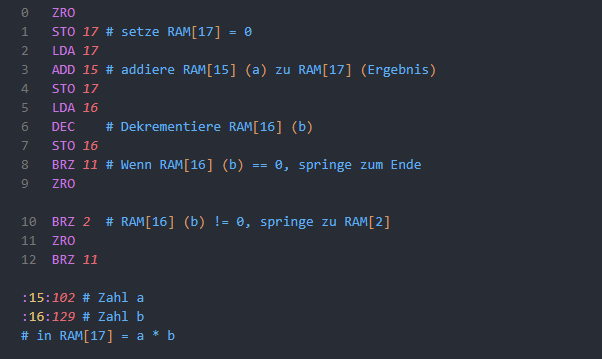 0 ZRO
1 STO 17 # setze RAM[17] = 0
2 LDA 17
3 ADD 15 # addiere RAM[15] (a) zu RAM[17] (Ergebnis)
4 STO 17
5 LDA 16
6 DEC # Dekrementiere RAM[16] (b)
7 STO 16
8 BRZ 11 # Wenn RAM[16] (b) == 0, springe zum Ende
9 ZRO
10 BRZ 2 # RAM[16] (b) != 0, springe zu RAM[2]
11 ZRO
12 BRZ 11
:15:102 # Zahl a
:16:129 # Zahl b
# in RAM[17] = a * b